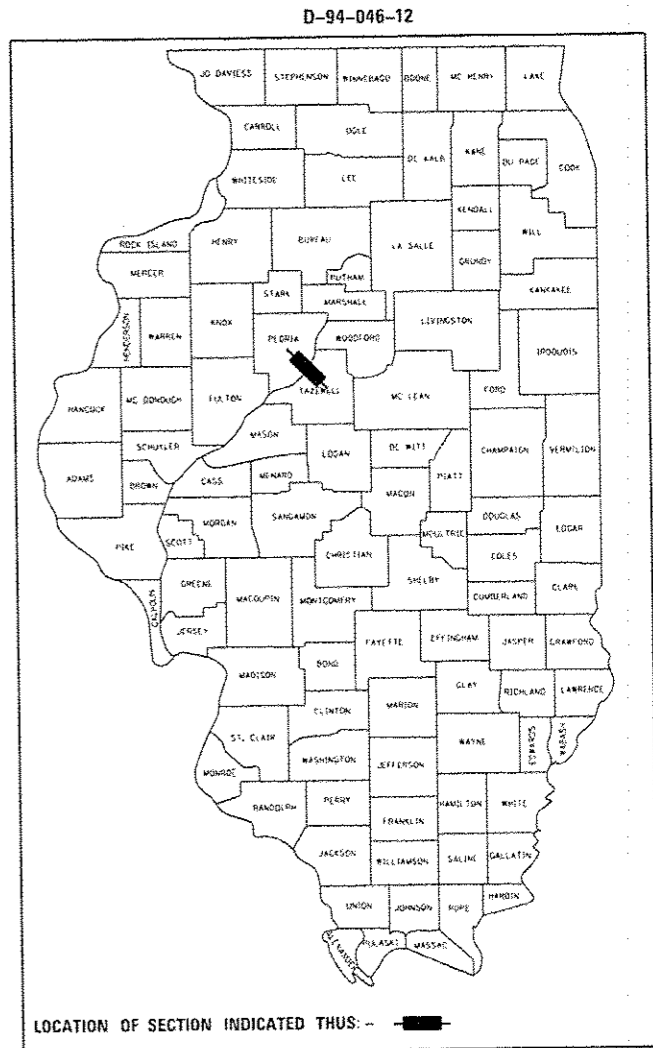 D-94-046-12
JO DAVIESS STEPHENSON WINNEBAGO BOONE MC HENRY LAKE
CARROLL OGLE DE KALB KANE DU PAGE COOK
WHITESIDE LEE
KENDALL
ROCK ISLAND HENRY BUREAU LA SALLE GRUNDY WILL
MERCER PUTNAM
STARK MARSHALL KANKAKEE
HENDERSON WARREN KNOX PEORIA WOODFORD LIVINGSTON
IROQUOIS
HANCOCK MC DONOUGH FULTON TAZEWELL MC LEAN FORD
SCHUYLER MASON LOGAN DE WITT CHAMPAIGN VERMILION
ADAMS BROWN CASS MENARD MACON PIATT
PIKE SCOTT MORGAN SANGAMON CHRISTIAN MOULTRIE DOUGLAS EDGAR
COLES
CALHOUN GREENE MACOUPIN MONTGOMERY SHELBY CUMBERLAND CLARK
JERSEY FAYETTE EFFINGHAM JASPER CRAWFORD
MADISON BOND CLAY RICHLAND LAWRENCE
CLINTON MARION
ST. CLAIR WASHINGTON JEFFERSON WAYNE EDWARDS WABASH
MONROE
RANDOLPH PERRY FRANKLIN HAMILTON WHITE
JACKSON WILLIAMSON SALINE GALLATIN
UNION JOHNSON POPE HARDIN
ALEXANDER PULASKI MASSAC
LOCATION OF SECTION INDICATED THUS: -